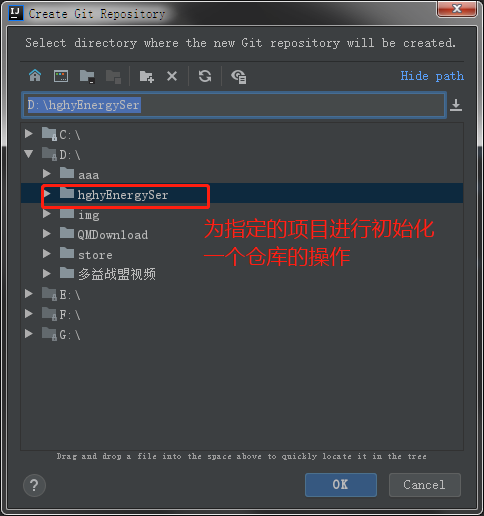 Create Git Repository
Select directory where the new Git repository will be created.
Hide path
D:\hghyEnergySer
C:\
D:\
aaa
hghyEnergySer
img
QMDownload
store
多益战盟视频
E:\
F:\
G:\
为指定的项目进行初始化
一个仓库的操作
Drag and drop a file into the space above to quickly locate it in the tree
?
OK
Cancel